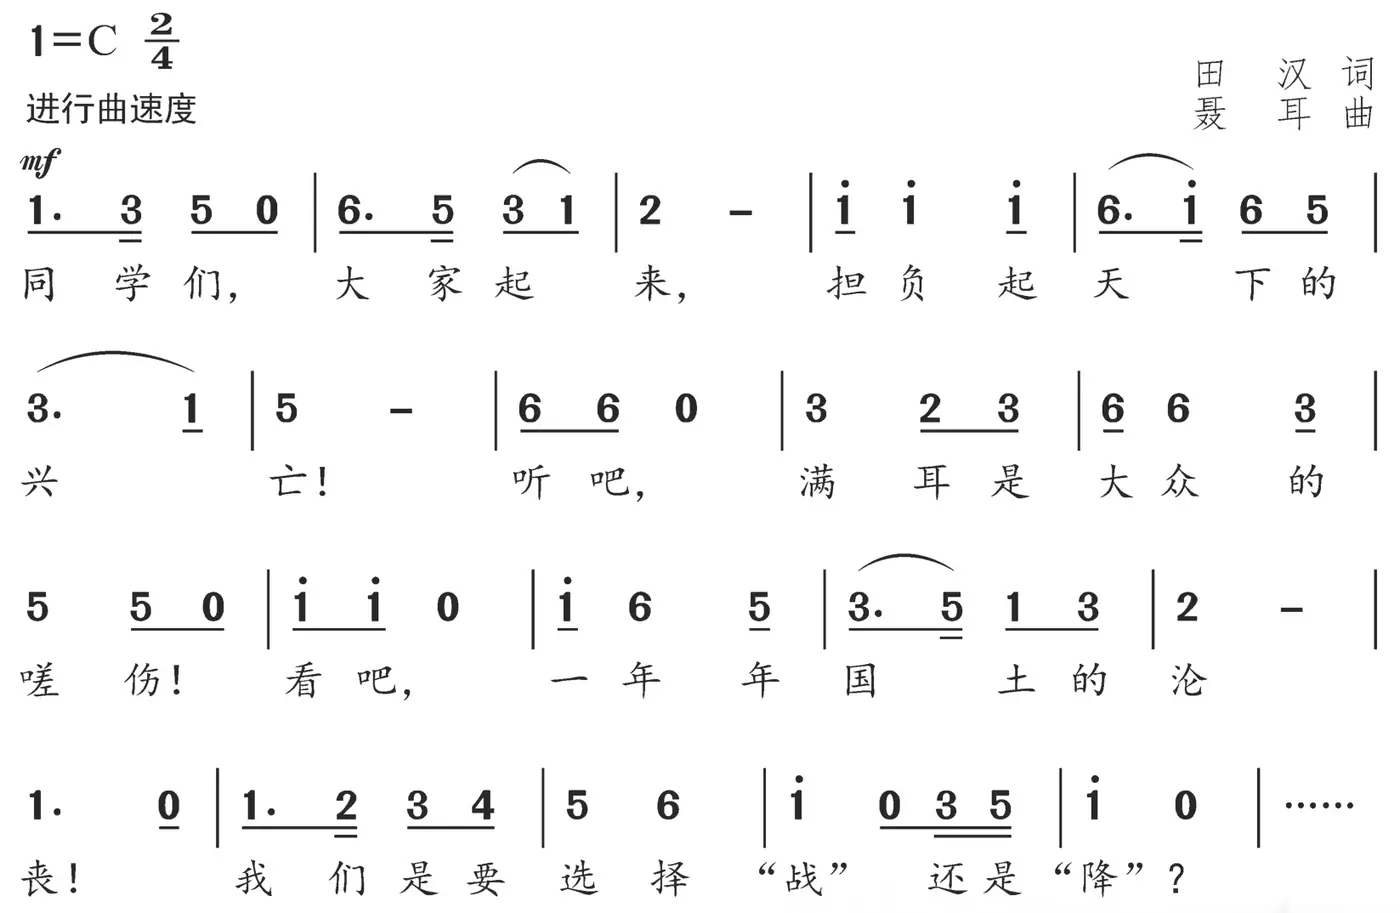 1=C 2/4
田 汉 词
进行曲速度
聂 耳 曲
mf
1. 3 5 0 | 6. 5 3 1 | 2 – | i i i | 6. i 6 5 |
同 学 们, 大 家 起 来, 担 负 起 天 下 的
3. 1 | 5 – | 6 6 0 | 3 2 3 | 6 6 3 |
兴 亡! 听 吧, 满 耳 是 大 众 的
5 5 0 | i i 0 | i 6 5 | 3. 5 1 3 | 2 – |
嗟 伤! 看 吧, 一 年 年 国 土 的 沦
1. 0 | 1. 2 3 4 | 5 6 | i 0 3 5 | i 0 | ……
丧! 我 们 是 要 选 择 “战” 还 是 “降”?